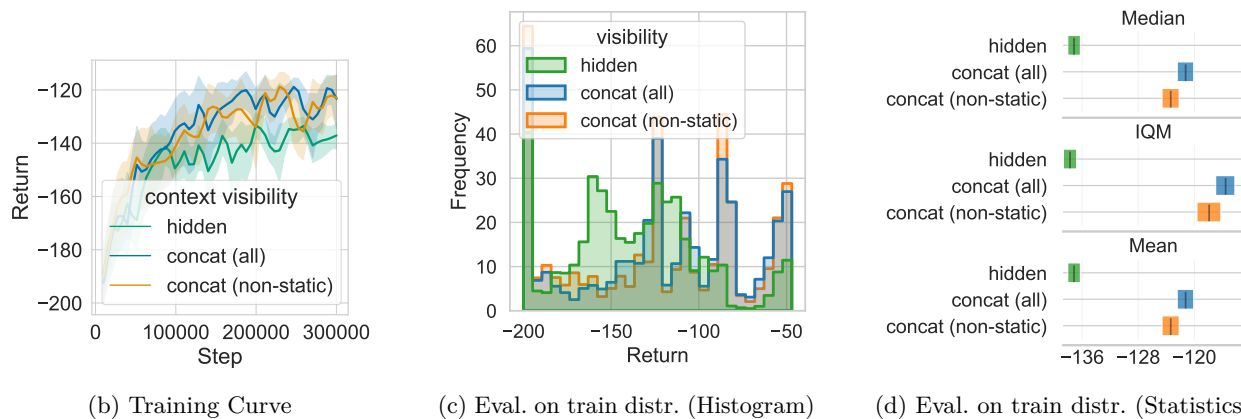 −120
−140
−160
−180
−200
Return
context visibility
hidden
concat (all)
concat (non-static)
0
100000
200000
300000
Step
(b) Training Curve
60
50
40
30
20
10
0
Frequency
visibility
hidden
concat (all)
concat (non-static)
−200
−150
−100
−50
Return
(c) Eval. on train distr. (Histogram)
Median
hidden
concat (all)
concat (non-static)
IQM
hidden
concat (all)
concat (non-static)
Mean
hidden
concat (all)
concat (non-static)
−136
−128
−120
(d) Eval. on train distr. (Statistics